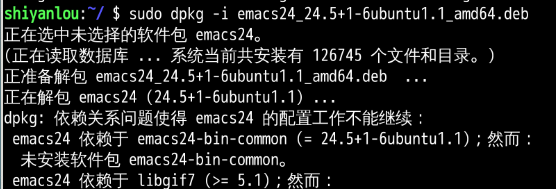 shiyanlou:~/ $ sudo dpkg -i emacs24_24.5+1-6ubuntu1.1_amd64.deb
正在选中未选择的软件包 emacs24。
(正在读取数据库 ... 系统当前共安装有 126745 个文件和目录。)
正准备解包 emacs24_24.5+1-6ubuntu1.1_amd64.deb  ...
正在解包 emacs24 (24.5+1-6ubuntu1.1) ...
dpkg: 依赖关系问题使得 emacs24 的配置工作不能继续：
 emacs24 依赖于 emacs24-bin-common (= 24.5+1-6ubuntu1.1)；然而：
  未安装软件包 emacs24-bin-common。
 emacs24 依赖于 libgif7 (>= 5.1)；然而：